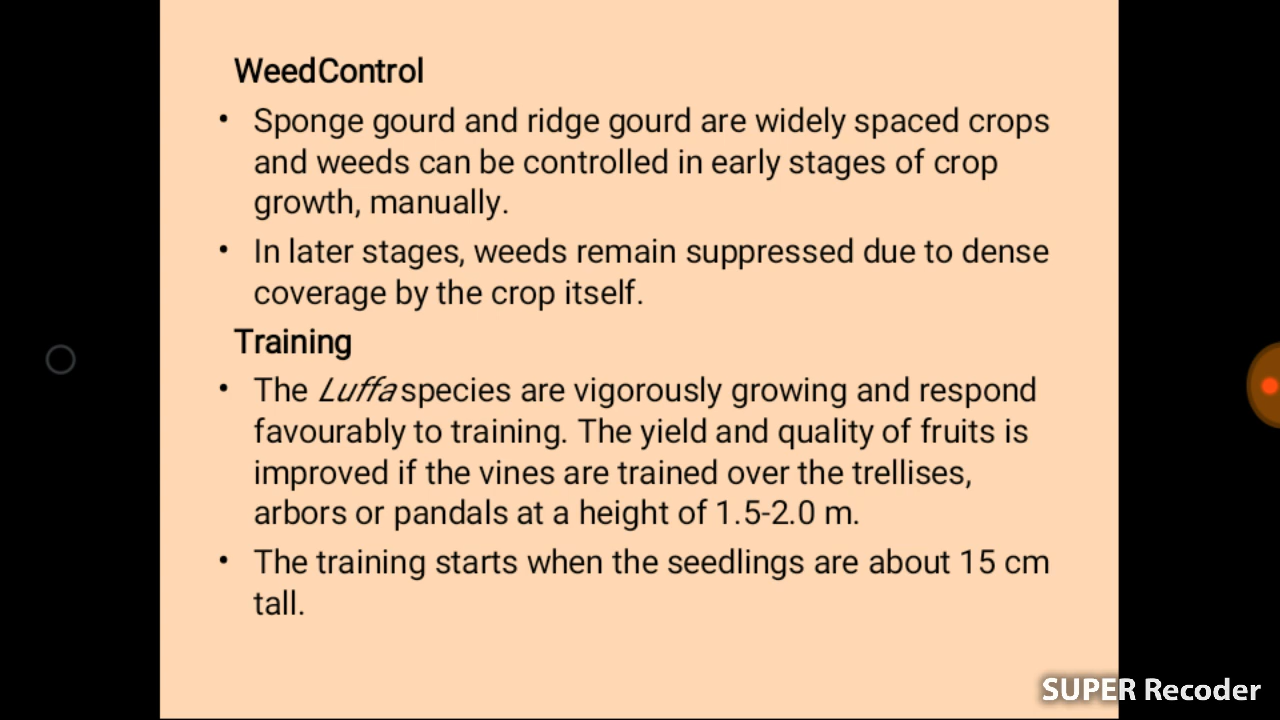 WeedControl
• Sponge gourd and ridge gourd are widely spaced crops
and weeds can be controlled in early stages of crop
growth, manually.
• In later stages, weeds remain suppressed due to dense
coverage by the crop itself.
Training
• The Luffa species are vigorously growing and respond
favourably to training. The yield and quality of fruits is
improved if the vines are trained over the trellises,
arbors or pandals at a height of 1.5-2.0 m.
• The training starts when the seedlings are about 15 cm
tall.
SUPER Recoder